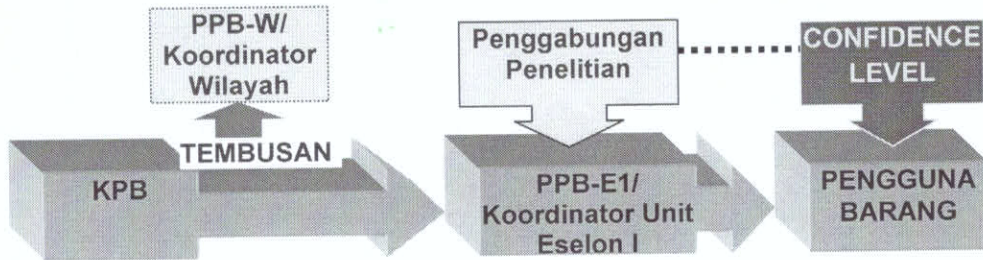 PPB-W/
Koordinator
Wilayah
Penggabungan
Penelitian
CONFIDENCE
LEVEL
TEMBUSAN
KPB
PPB-E1/
Koordinator Unit
Eselon I
PENGGUNA
BARANG